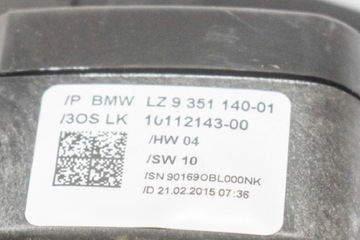 /P BMW LZ 9 351 140-01
/3OS LK 10112143-00
/HW 04
/SW 10
/SN 90169OBL000NK
/D 21.02.2015 07:36